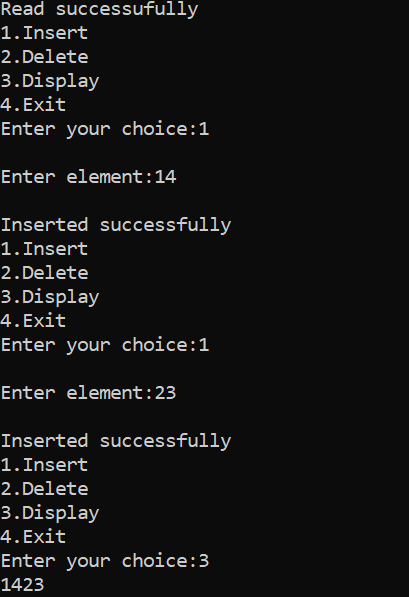 Read successufully
1.Insert
2.Delete
3.Display
4.Exit
Enter your choice:1
Enter element:14
Inserted successfully
1.Insert
2.Delete
3.Display
4.Exit
Enter your choice:1
Enter element:23
Inserted successfully
1.Insert
2.Delete
3.Display
4.Exit
Enter your choice:3
1423